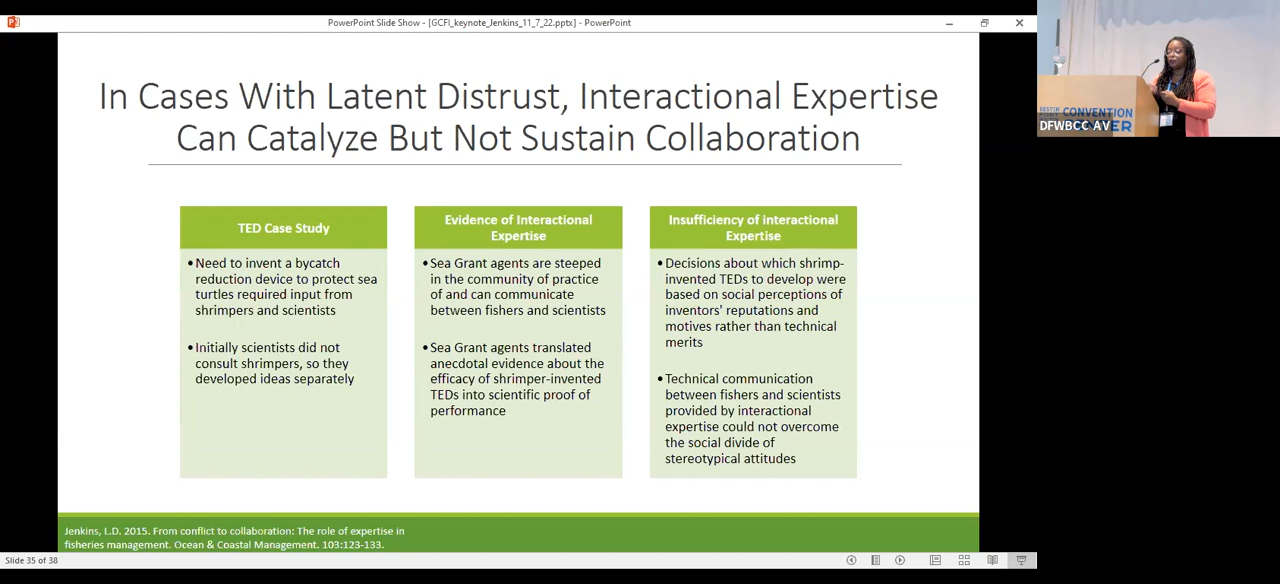 PowerPoint Slide Show - [GCFI_keynote_Jenkins_11_7_22.pptx] - PowerPoint
In Cases With Latent Distrust, Interactional Expertise
Can Catalyze But Not Sustain Collaboration
TED Case Study
•Need to invent a bycatch
reduction device to protect sea
turtles required input from
shrimpers and scientists
•Initially scientists did not
consult shrimpers, so they
developed ideas separately
Evidence of Interactional
Expertise
•Sea Grant agents are steeped
in the community of practice
of and can communicate
between fishers and scientists
•Sea Grant agents translated
anecdotal evidence about the
efficacy of shrimper-invented
TEDs into scientific proof of
performance
Insufficiency of interactional
Expertise
•Decisions about which shrimp-
invented TEDs to develop were
based on social perceptions of
inventors' reputations and
motives rather than technical
merits
•Technical communication
between fishers and scientists
provided by interactional
expertise could not overcome
the social divide of
stereotypical attitudes
Jenkins, L.D. 2015. From conflict to collaboration: The role of expertise in
fisheries management. Ocean & Coastal Management. 103:123-133.
Slide 35 of 38
CONVENTION
DFWBCC AV